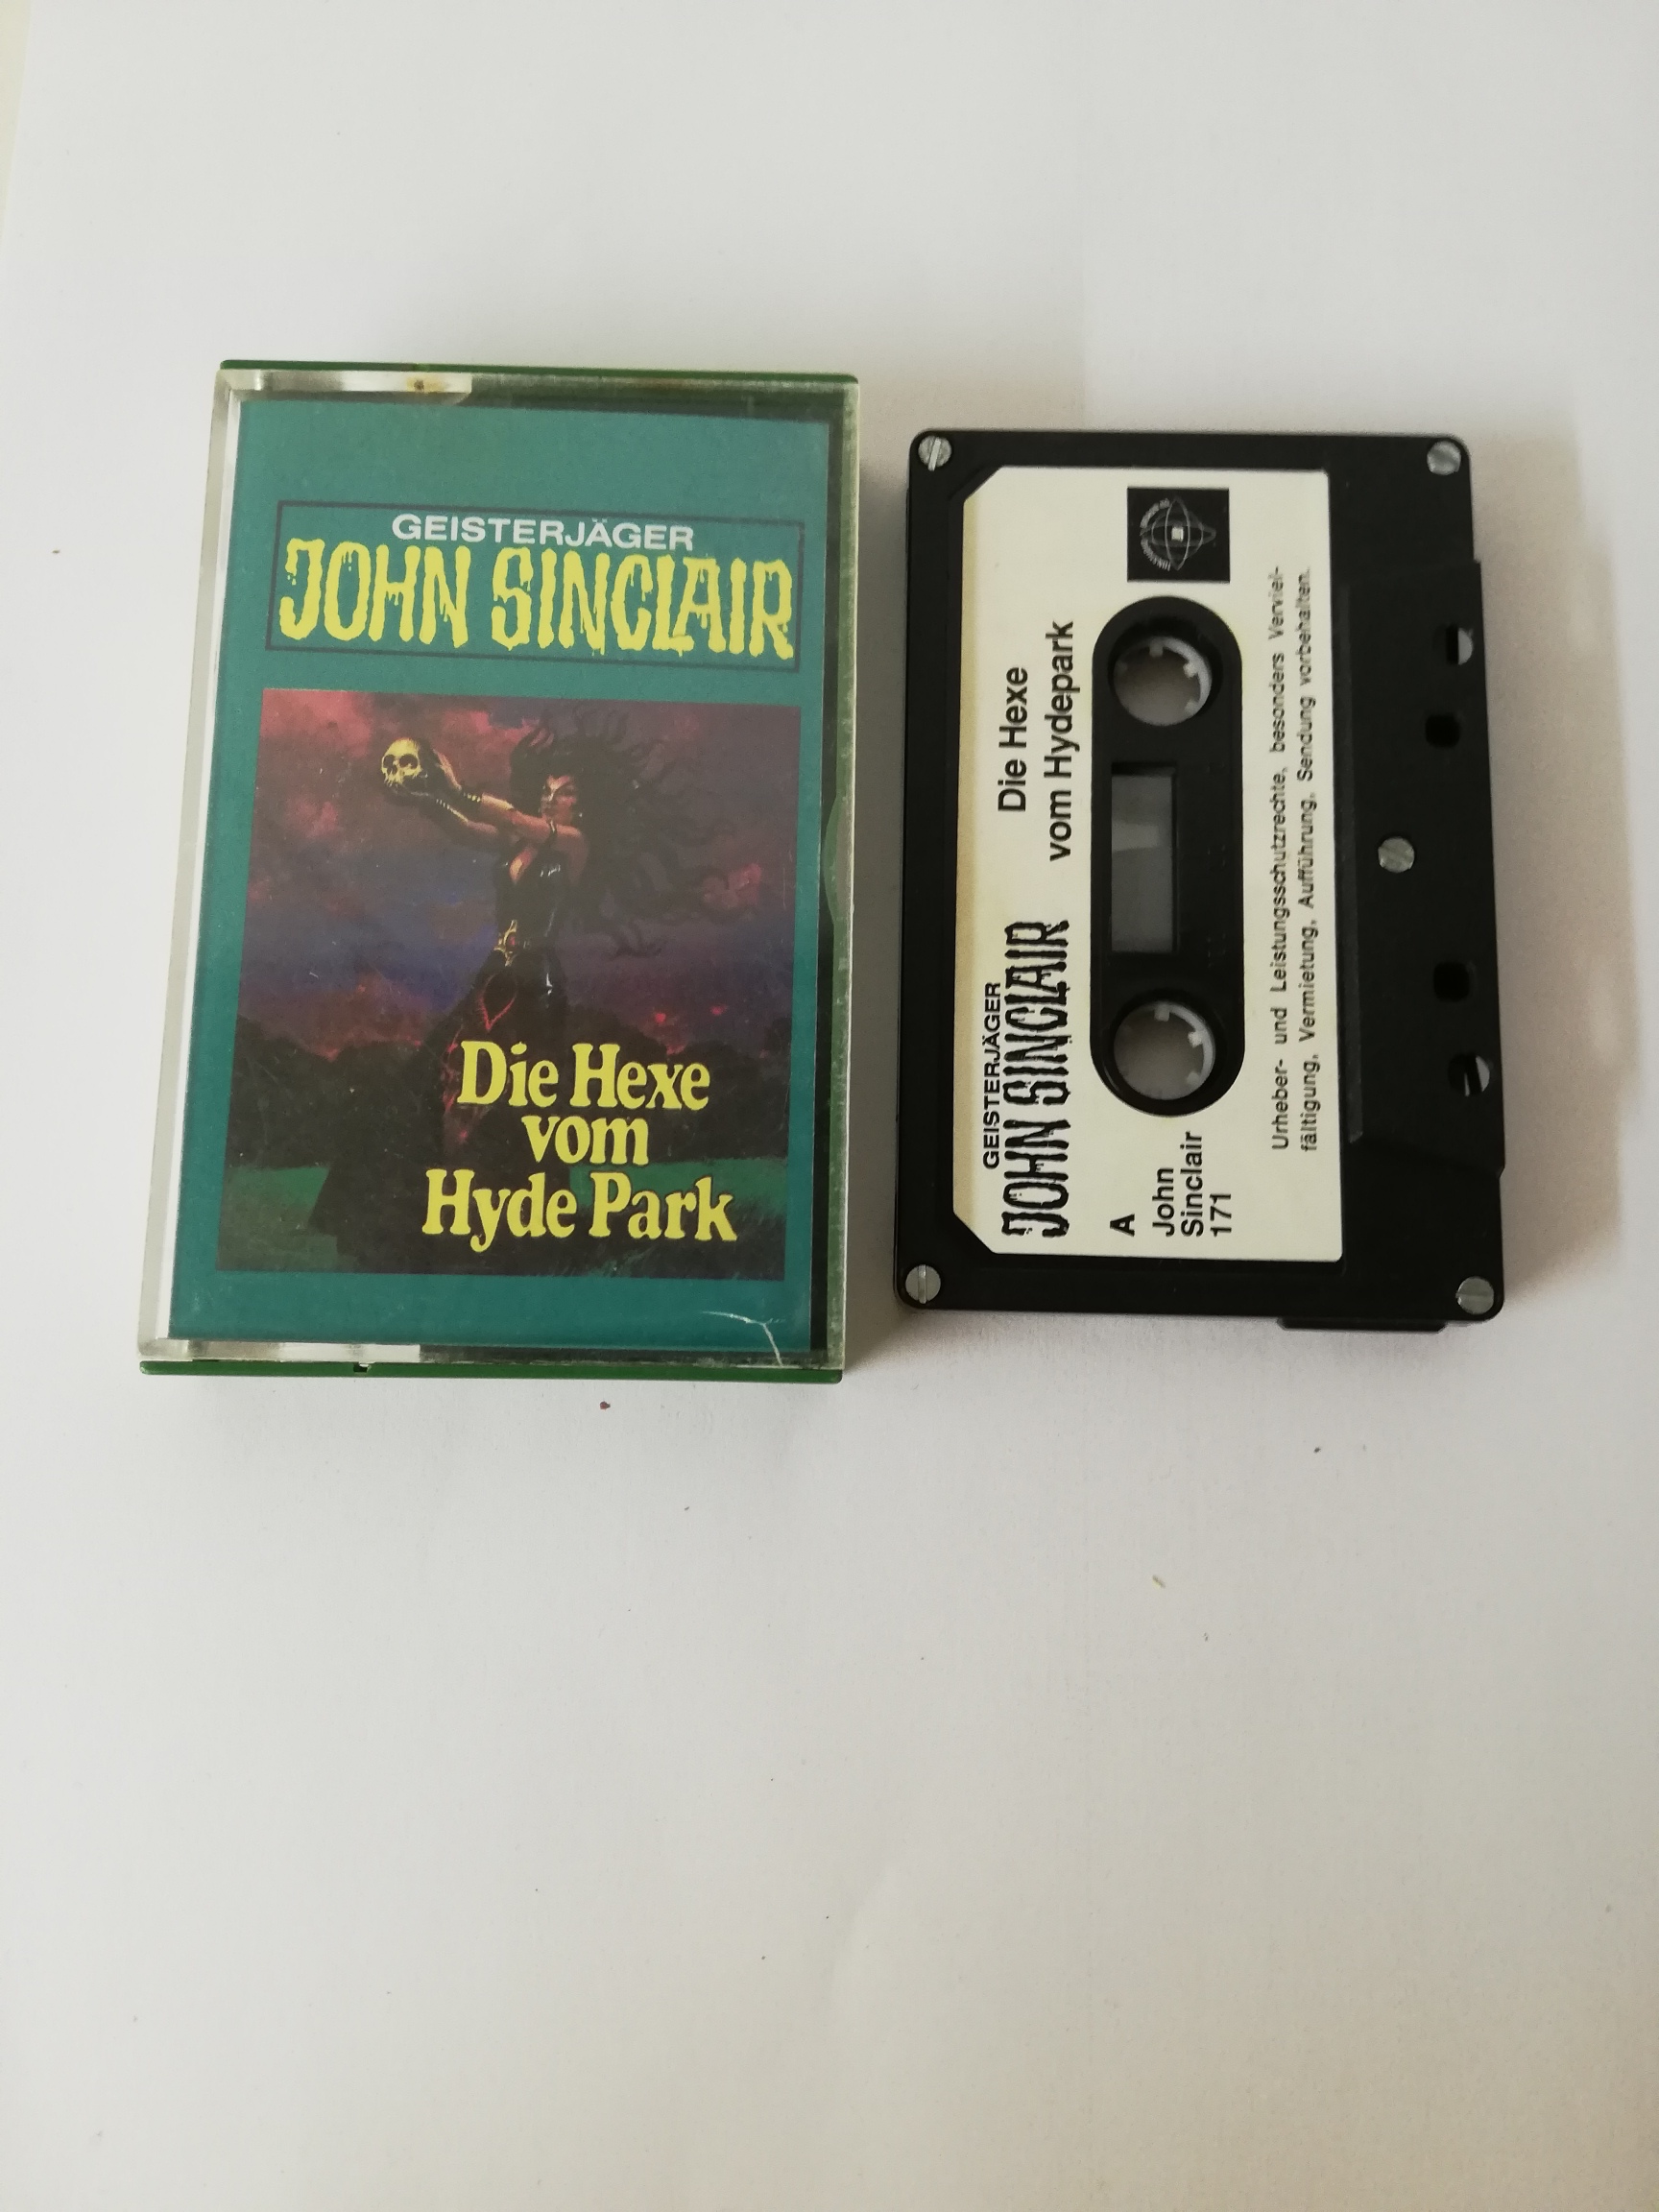 GEISTERJÄGER
JOHN SINCLAIR
Die Hexe
vom
Hyde Park
GEISTERJÄGER
JOHN SINCLAIR
Die Hexe
vom Hydepark
A
John
Sinclair
171
Urheber- und Leistungsschutzrechte, besonders Verviel-
fältigung, Vermietung, Aufführung, Sendung vorbehalten.